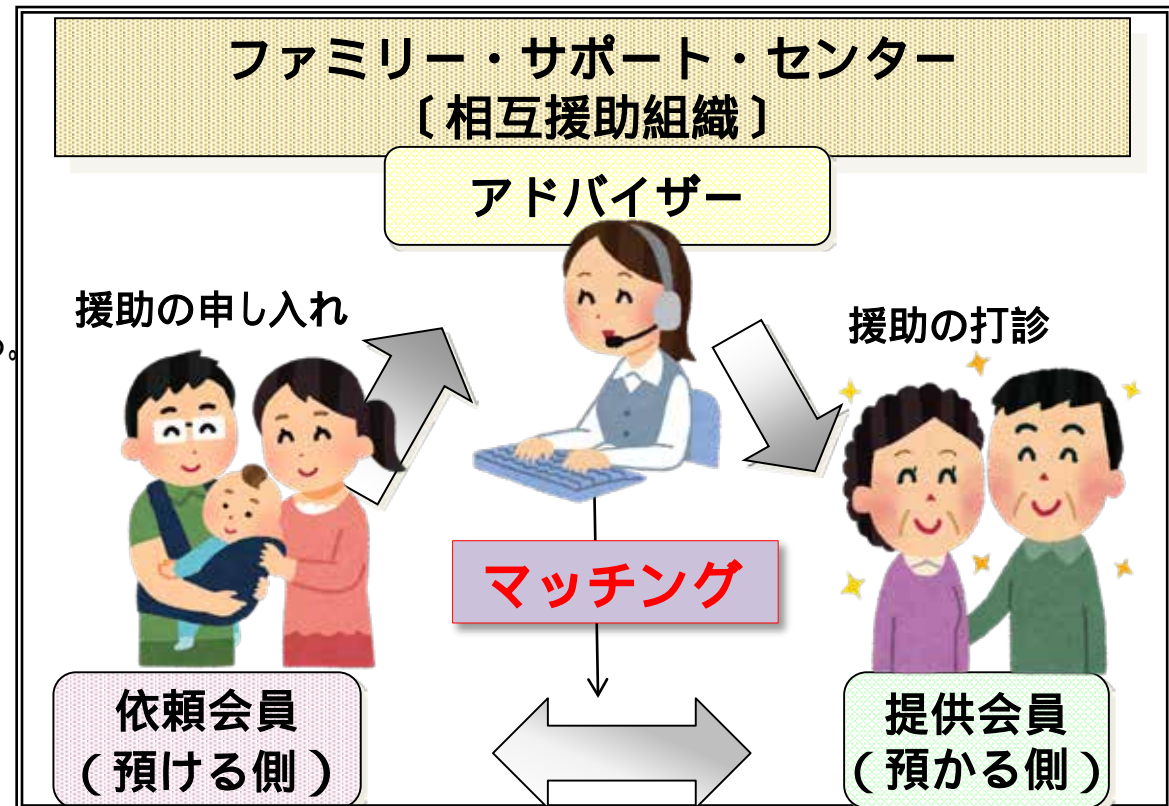 ファミリー・サポート・センター
〔相互援助組織〕
アドバイザー
援助の申し入れ
援助の打診
。
マッチング
依頼会員
（預ける側）
提供会員
（預かる側）